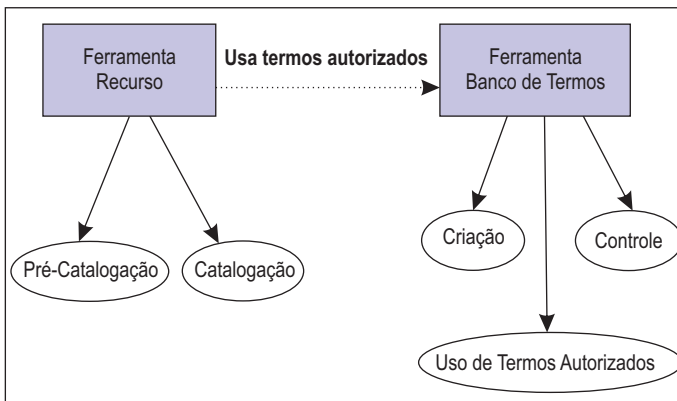 Ferramenta
Recurso
Usa termos autorizados
Ferramenta
Banco de Termos
Pré-Catalogação
Catalogação
Criação
Controle
Uso de Termos Autorizados